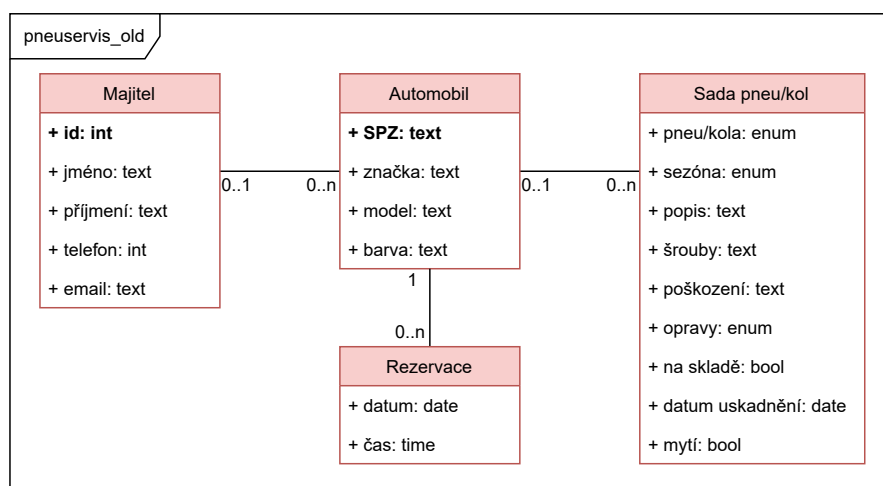 pneuservis_old
Majitel
+ id: int
+ jméno: text
+ příjmení: text
+ telefon: int
+ email: text
0..1
0..n
Automobil
+ SPZ: text
+ značka: text
+ model: text
+ barva: text
0..1
0..n
1
0..n
Rezervace
+ datum: date
+ čas: time
Sada pneu/kol
+ pneu/kola: enum
+ sezóna: enum
+ popis: text
+ šrouby: text
+ poškození: text
+ opravy: enum
+ na skladě: bool
+ datum uskadnění: date
+ mytí: bool